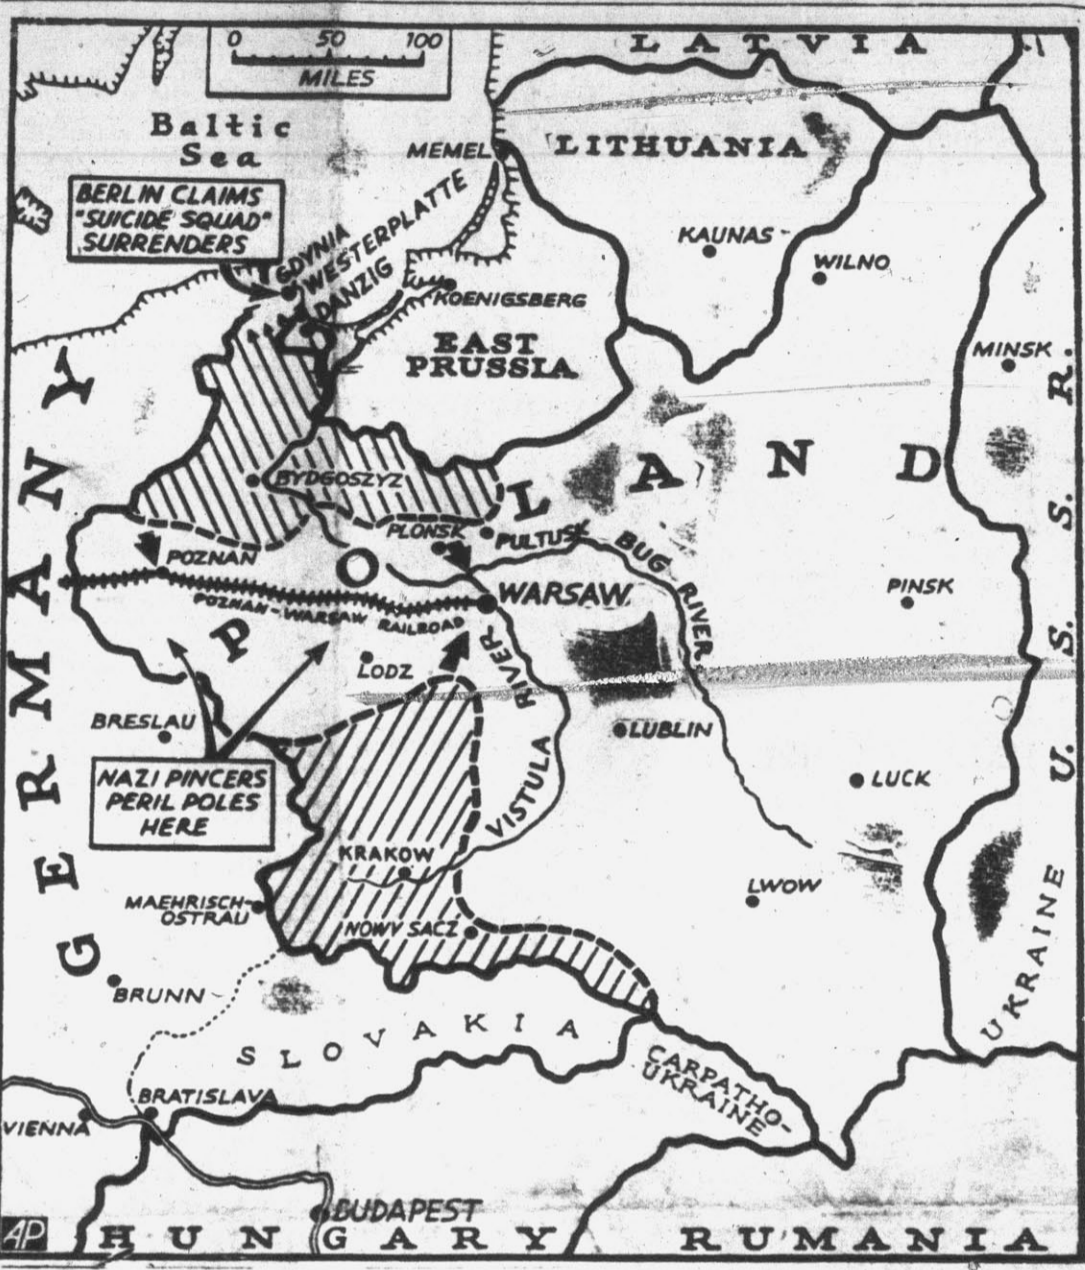 0 50 100
MILES
LATVIA
Baltic
Sea
MEMEL
LITHUANIA
BERLIN CLAIMS
"SUICIDE SQUAD"
SURRENDERS
GDYNIA
WESTERPLATTE
DANZIG
KAUNAS
WILNO
KOENIGSBERG
EAST
PRUSSIA
MINSK
GERMANY
POLAND
U.S.S.R.
BYDGOSZYZ
PLONSK
PULTUSK
BUG RIVER
POZNAN
WARSAW
PINSK
POZNAN-WARSAW RAILROAD
LODZ
VISTULA RIVER
BRESLAU
LUBLIN
NAZI PINCERS
PERIL POLES
HERE
LUCK
KRAKOW
LWOW
MAEHRISCH-
OSTRAU
NOWY SACZ
UKRAINE
BRUNN
SLOVAKIA
CARPATHO-
UKRAINE
BRATISLAVA
VIENNA
BUDAPEST
AP
HUNGARY
RUMANIA